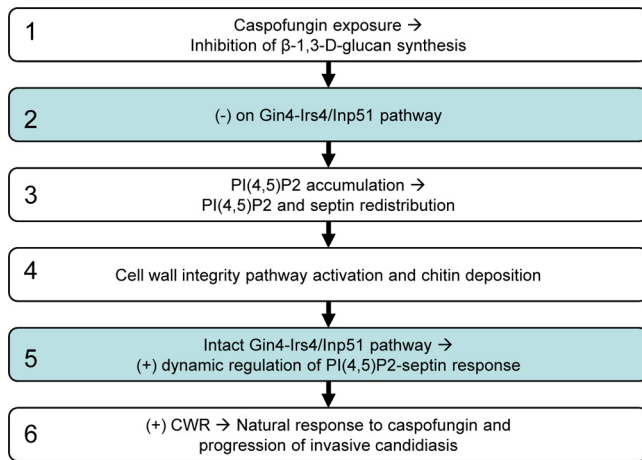 1
Caspofungin exposure →
Inhibition of β-1,3-D-glucan synthesis
2
(-) on Gin4-Irs4/Inp51 pathway
3
PI(4,5)P2 accumulation →
PI(4,5)P2 and septin redistribution
4
Cell wall integrity pathway activation and chitin deposition
5
Intact Gin4-Irs4/Inp51 pathway →
(+) dynamic regulation of PI(4,5)P2-septin response
6
(+) CWR → Natural response to caspofungin and
progression of invasive candidiasis